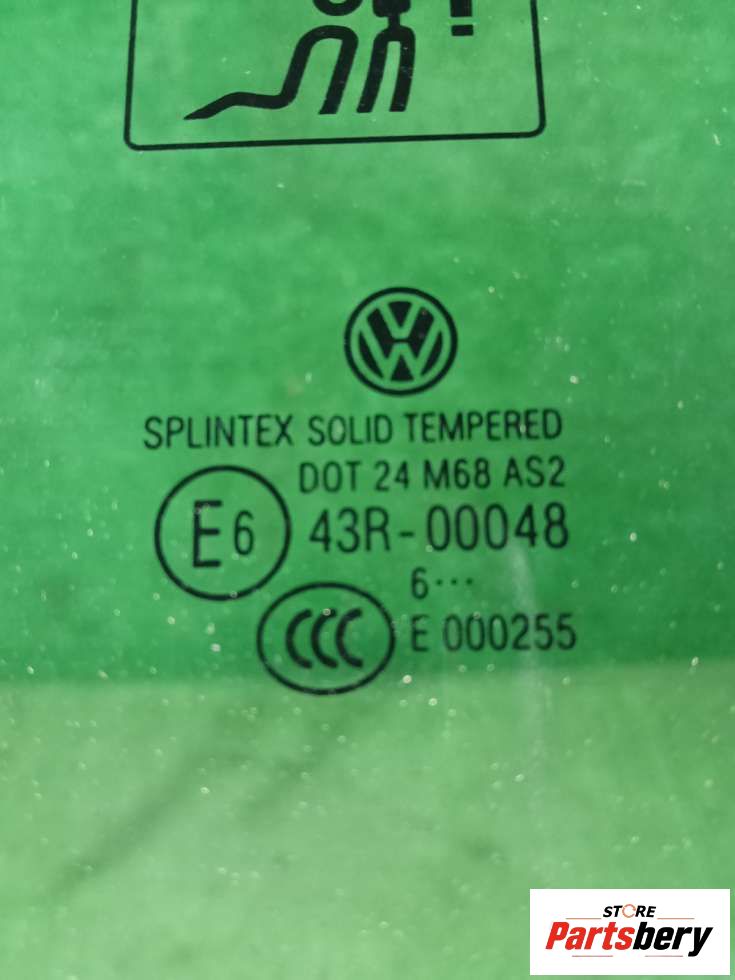 !
SPLINTEX SOLID TEMPERED
DOT 24 M68 AS2
E6 43R-00048
6···
CCC E 000255
STORE
Partsbery